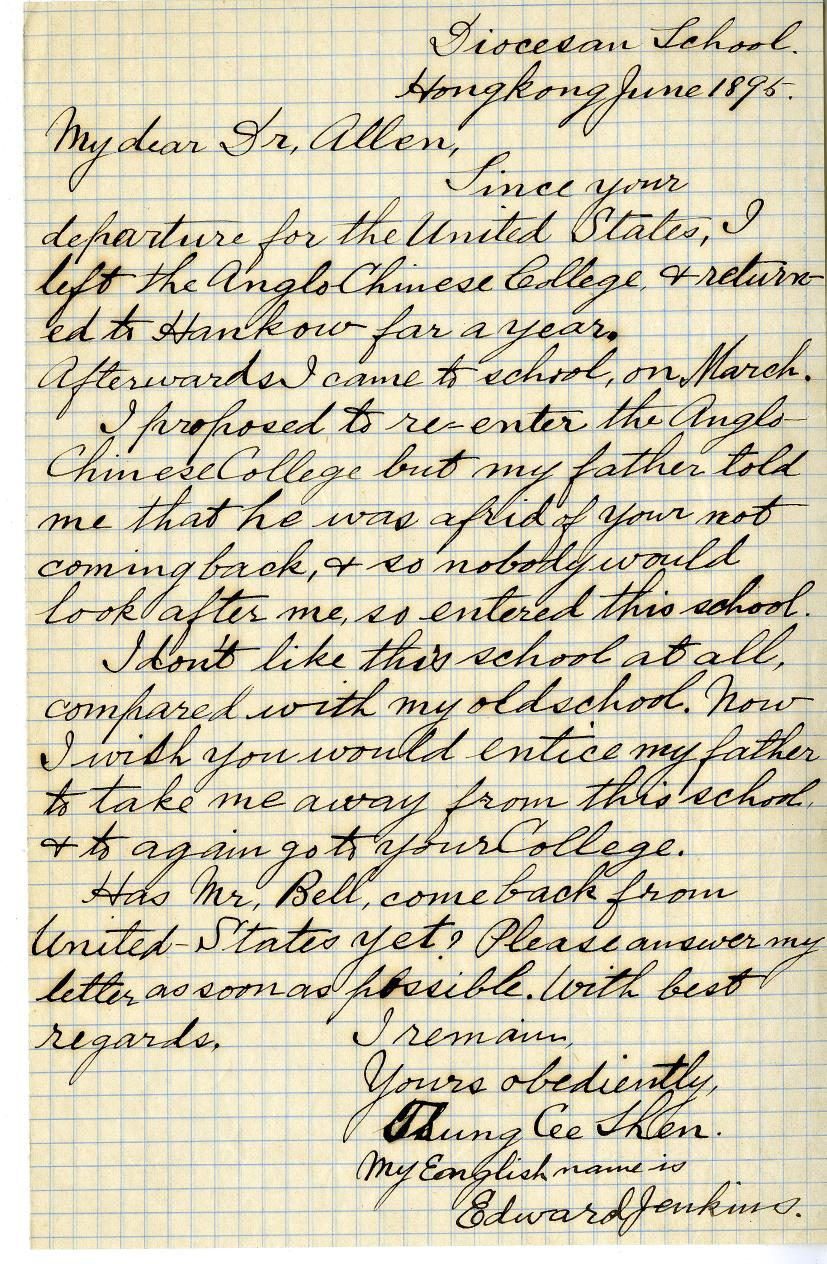 Diocesan School.
Hongkong June 1895.
My dear Dr, Allen,
Since your
departure for the United States, I
left the Anglo Chinese College, & return-
ed to Hankow for a year.
Afterwards I came to school, on March.
I proposed to re-enter the Anglo-
Chinese College but my father told
me that he was afrid of your not
coming back, & so nobody would
look after me, so entered this school.
I don't like this school at all,
compared with my old school. Now
I wish you would entice my father
to take me away from this school,
& to again go to your College.
Has Mr, Bell, come back from
United-States yet? Please answer my
letter as soon as possible. With best
regards.
I remain,
Yours obediently,
Tsung Cee Shen.
My English name is
Edward Jenkins.